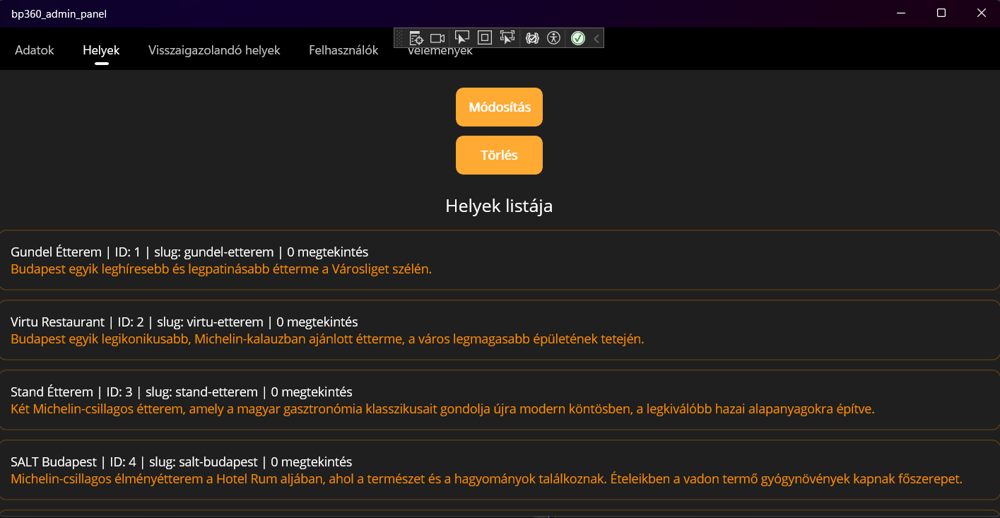 bp360_admin_panel
Adatok
Helyek
Visszaigazolandó helyek
Felhasználók
Vélemények
Módosítás
Törlés
Helyek listája
Gundel Étterem | ID: 1 | slug: gundel-etterem | 0 megtekintés
Budapest egyik leghíresebb és legpatinásabb étterme a Városliget szélén.
Virtu Restaurant | ID: 2 | slug: virtu-etterem | 0 megtekintés
Budapest egyik legikonikusabb, Michelin-kalauzban ajánlott étterme, a város legmagasabb épületének tetején.
Stand Étterem | ID: 3 | slug: stand-etterem | 0 megtekintés
Két Michelin-csillagos étterem, amely a magyar gasztronómia klasszikusait gondolja újra modern köntösben, a legkiválóbb hazai alapanyagokra építve.
SALT Budapest | ID: 4 | slug: salt-budapest | 0 megtekintés
Michelin-csillagos élményétterem a Hotel Rum aljában, ahol a természet és a hagyományok találkoznak. Ételeikben a vadon termő gyógynövények kapnak főszerepet.